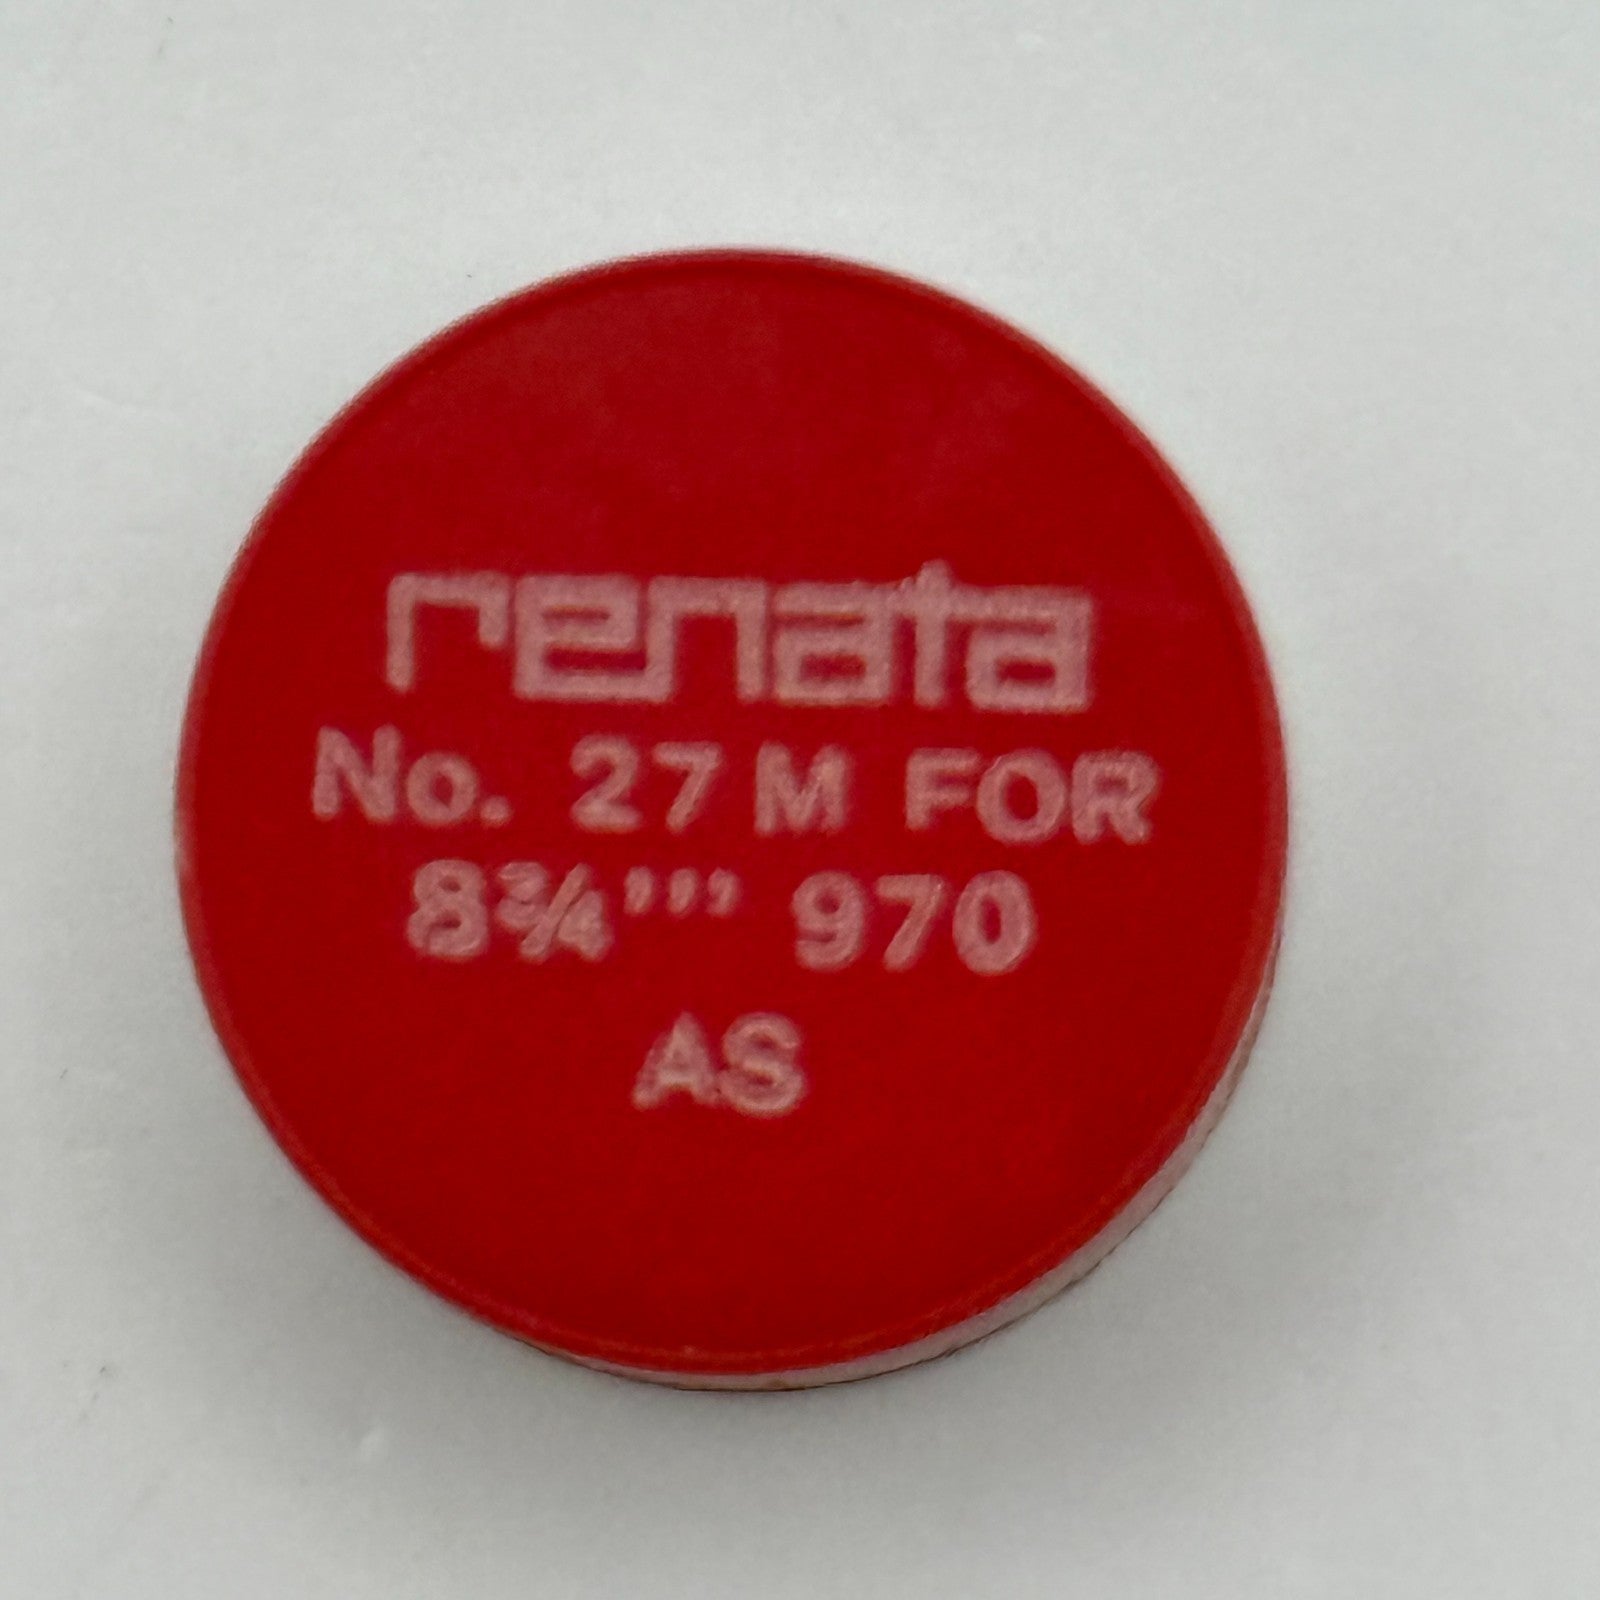 renata
No. 27 M FOR
8¾''' 970
AS